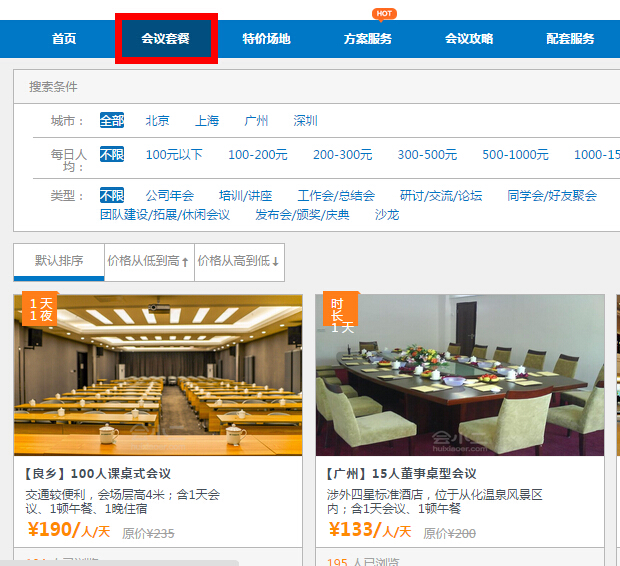 HOT
首页 会议套餐 特价场地 方案服务 会议攻略 配套服务
搜索条件
城市： 全部 北京 上海 广州 深圳
每日人均： 不限 100元以下 100-200元 200-300元 300-500元 500-1000元 1000-15
类型： 不限 公司年会 培训/讲座 工作会/总结会 研讨/交流/论坛 同学会/好友聚会
团队建设/拓展/休闲会议 发布会/颁奖/庆典 沙龙
默认排序 价格从低到高↑ 价格从高到低↓
1天
1夜
时
长
1天
huixiaoer.com
【良乡】100人课桌式会议
交通较便利，会场层高4米；含1天会
议、1顿午餐、1晚住宿
¥190/人/天 原价¥235
【广州】15人董事桌型会议
涉外四星标准酒店，位于从化温泉风景区
内；含1天会议、1顿午餐
¥133/人/天 原价¥200
195 人已浏览